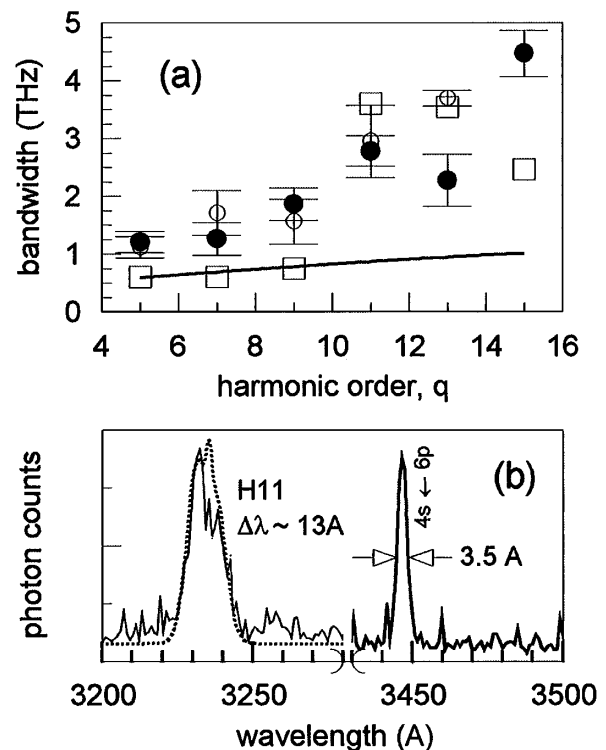 (a)
bandwidth (THz)
5
4
3
2
1
0
4 6 8 10 12 14 16
harmonic order, q
(b)
photon counts
H11
Δλ ~ 13A
4s ← 6p
3.5 A
3200 3250 3450 3500
wavelength (A)